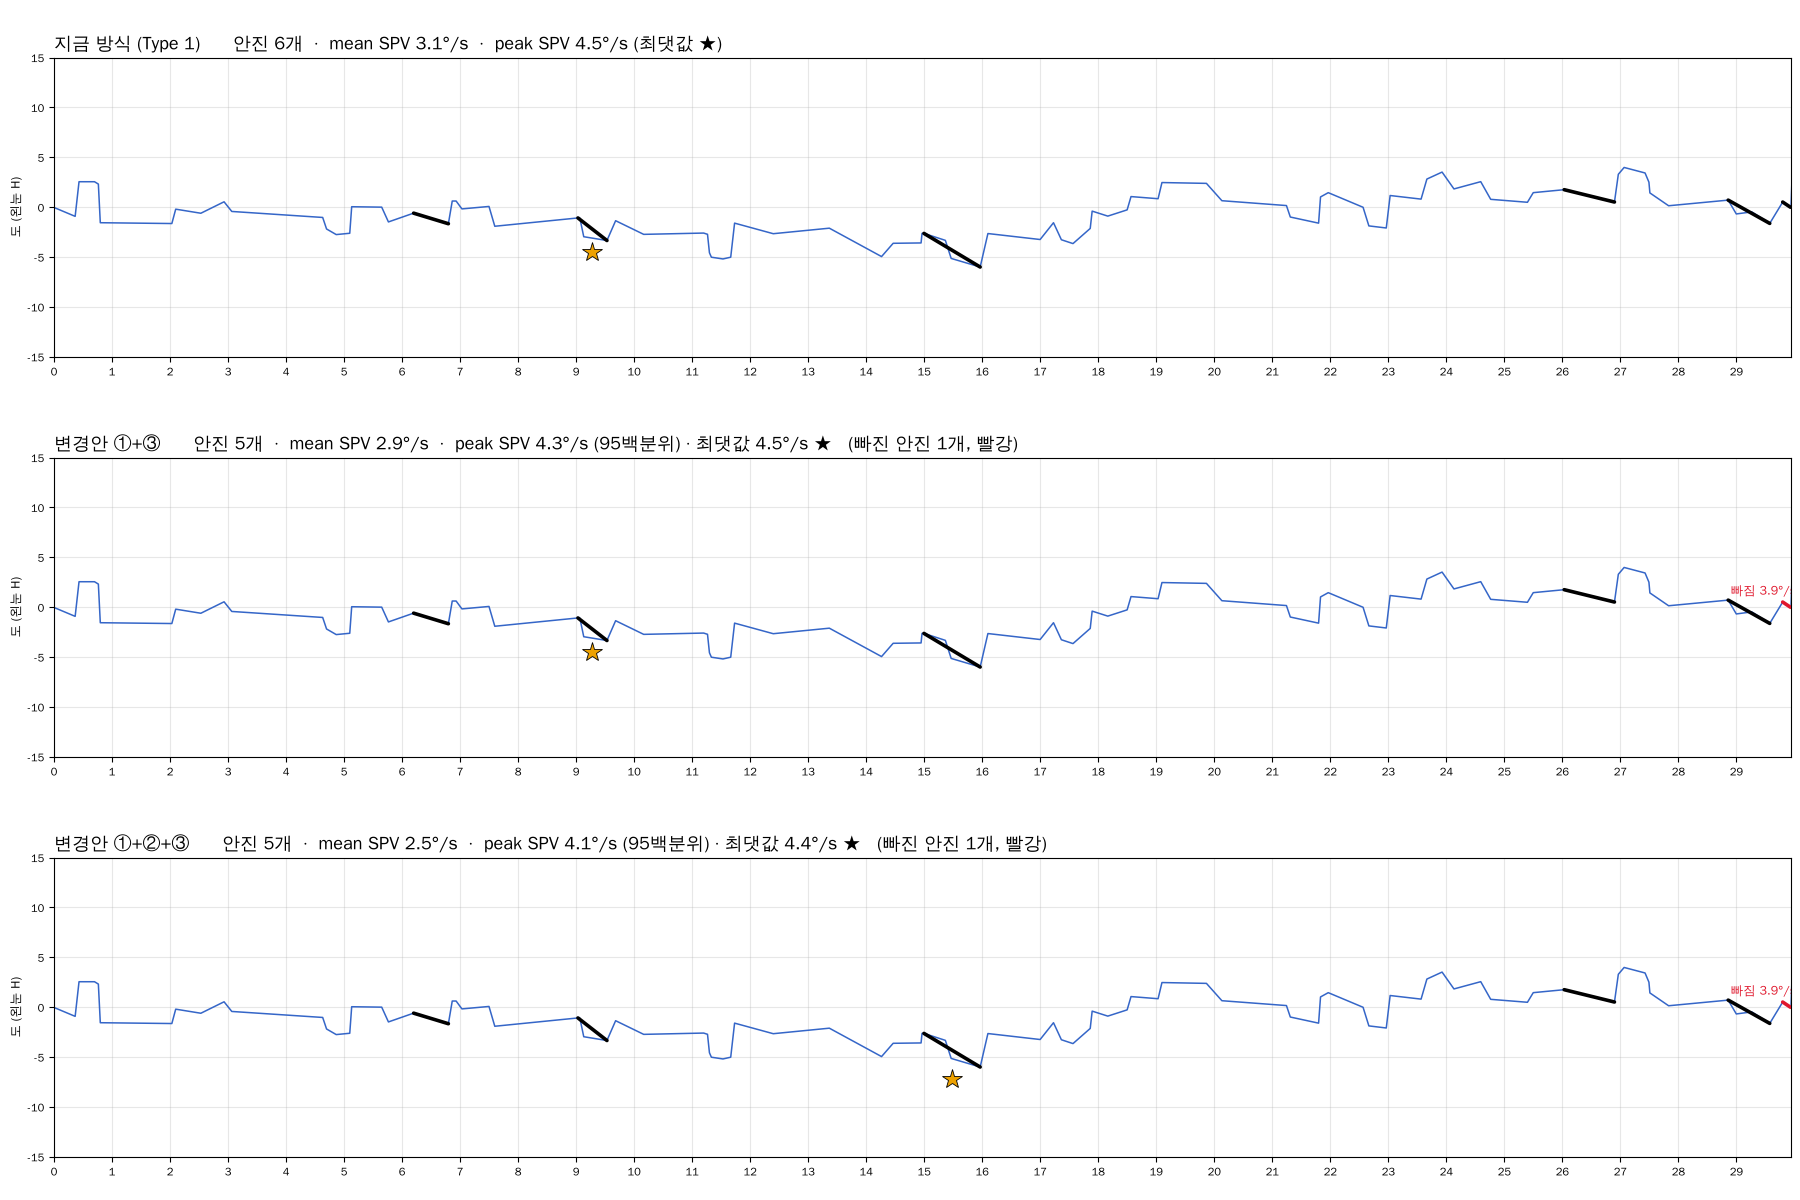 지금 방식 (Type 1)   안진 6개 · mean SPV 3.1°/s · peak SPV 4.5°/s (최댓값 ★)
15
10
5
0
-5
-10
-15
도 (왼눈 H)
0 1 2 3 4 5 6 7 8 9 10 11 12 13 14 15 16 17 18 19 20 21 22 23 24 25 26 27 28 29
변경안 ①+③   안진 5개 · mean SPV 2.9°/s · peak SPV 4.3°/s (95백분위) · 최댓값 4.5°/s ★ (빠진 안진 1개, 빨강)
15
10
5
빠짐 3.9°/
0
-5
-10
-15
도 (왼눈 H)
0 1 2 3 4 5 6 7 8 9 10 11 12 13 14 15 16 17 18 19 20 21 22 23 24 25 26 27 28 29
변경안 ①+②+③   안진 5개 · mean SPV 2.5°/s · peak SPV 4.1°/s (95백분위) · 최댓값 4.4°/s ★ (빠진 안진 1개, 빨강)
15
10
5
빠짐 3.9°/
0
-5
-10
-15
도 (왼눈 H)
0 1 2 3 4 5 6 7 8 9 10 11 12 13 14 15 16 17 18 19 20 21 22 23 24 25 26 27 28 29